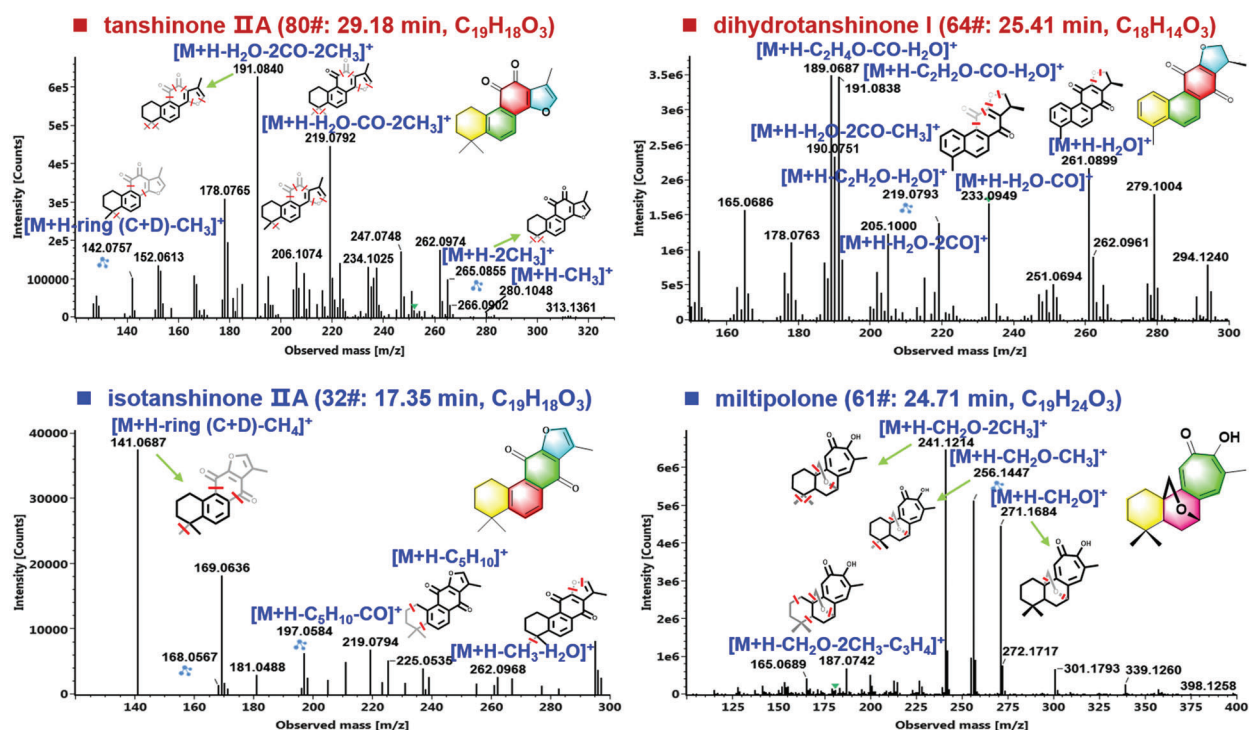 ■ tanshinone ⅡA (80#: 29.18 min, C₁₉H₁₈O₃)
[M+H-H₂O-2CO-2CH₃]⁺
191.0840
[M+H-H₂O-CO-2CH₃]⁺
219.0792
178.0765
[M+H-ring (C+D)-CH₃]⁺
142.0757
152.0613
206.1074
234.1025
247.0748
262.0974
[M+H-2CH₃]⁺
265.0855
[M+H-CH₃]⁺
280.1048
266.0902
313.1361
Intensity [Counts]
6e5
5e5
4e5
3e5
2e5
100000
0
140 160 180 200 220 240 260 280 300 320
Observed mass [m/z]
■ dihydrotanshinone I (64#: 25.41 min, C₁₈H₁₄O₃)
[M+H-C₂H₄O-CO-H₂O]⁺
189.0687
[M+H-C₂H₂O-CO-H₂O]⁺
191.0838
[M+H-H₂O-2CO-CH₃]⁺
190.0751
[M+H-C₂H₂O-H₂O]⁺
219.0793
[M+H-H₂O]⁺
261.0899
[M+H-H₂O-CO]⁺
233.0949
279.1004
165.0686
178.0763
205.1000
[M+H-H₂O-2CO]⁺
262.0961
251.0694
294.1240
Intensity [Counts]
3.5e6
3e6
2.5e6
2e6
1.5e6
1e6
500000
0
160 180 200 220 240 260 280 300
Observed mass [m/z]
■ isotanshinone ⅡA (32#: 17.35 min, C₁₉H₁₈O₃)
[M+H-ring (C+D)-CH₄]⁺
141.0687
169.0636
[M+H-C₅H₁₀]⁺
[M+H-C₅H₁₀-CO]⁺
197.0584
168.0567
181.0488
219.0794
225.0535
[M+H-CH₃-H₂O]⁺
262.0968
Intensity [Counts]
40000
30000
20000
10000
0
140 160 180 200 220 240 260 280 300
Observed mass [m/z]
■ miltipolone (61#: 24.71 min, C₁₉H₂₄O₃)
[M+H-CH₂O-2CH₃]⁺
241.1214
[M+H-CH₂O-CH₃]⁺
256.1447
[M+H-CH₂O]⁺
271.1684
[M+H-CH₂O-2CH₃-C₃H₄]⁺
165.0689
187.0742
272.1717
301.1793
339.1260
398.1258
Intensity [Counts]
6e6
5e6
4e6
3e6
2e6
1e6
0
100 125 150 175 200 225 250 275 300 325 350 375 400
Observed mass [m/z]